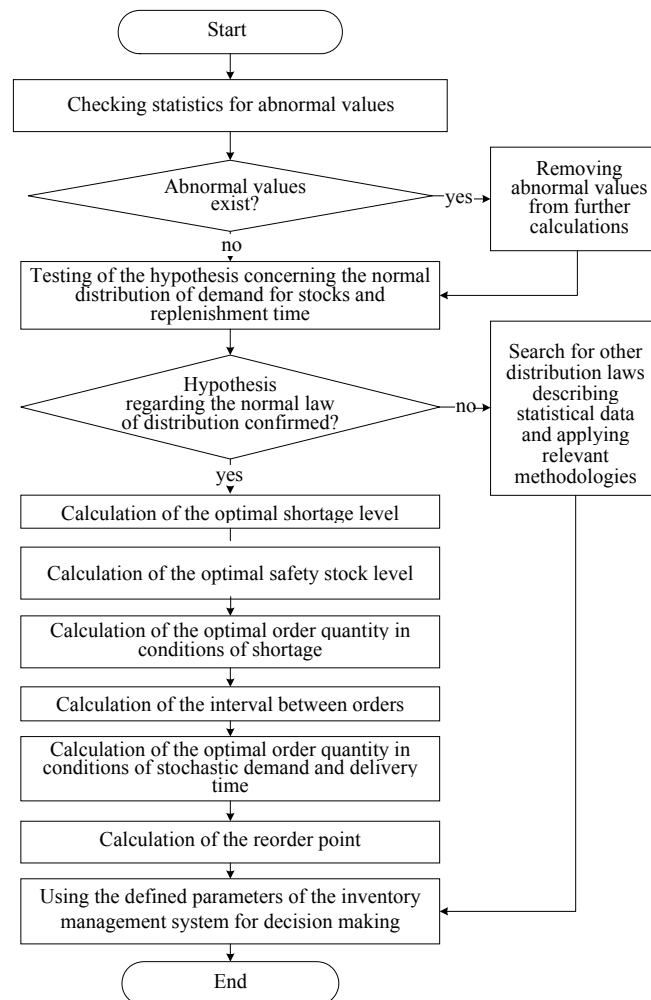 Start
Checking statistics for abnormal values
Abnormal values
exist?
yes
Removing
abnormal values
from further
calculations
no
Testing of the hypothesis concerning the normal
distribution of demand for stocks and
replenishment time
Hypothesis
regarding the normal law
of distribution confirmed?
no
Search for other
distribution laws
describing
statistical data
and applying
relevant
methodologies
yes
Calculation of the optimal shortage level
Calculation of the optimal safety stock level
Calculation of the optimal order quantity in
conditions of shortage
Calculation of the interval between orders
Calculation of the optimal order quantity in
conditions of stochastic demand and delivery
time
Calculation of the reorder point
Using the defined parameters of the inventory
management system for decision making
End